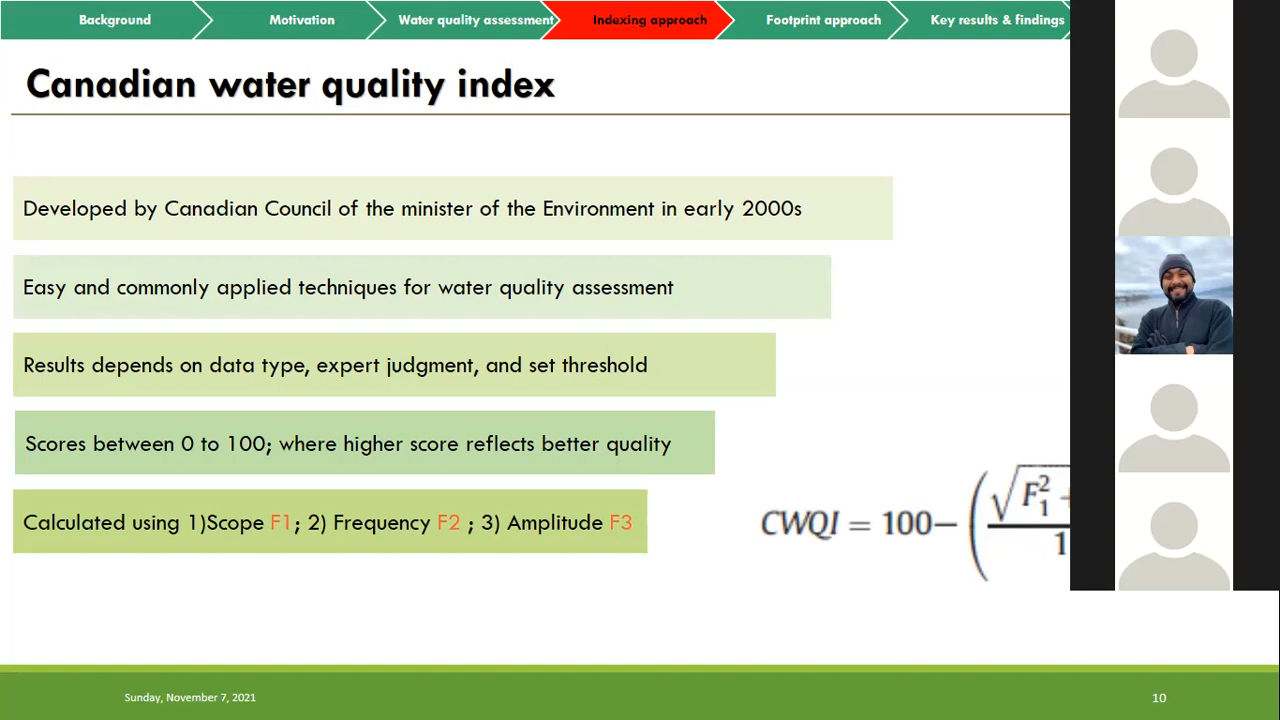 Background
Motivation
Water quality assessment
Indexing approach
Footprint approach
Key results & findings
Canadian water quality index
Developed by Canadian Council of the minister of the Environment in early 2000s
Easy and commonly applied techniques for water quality assessment
Results depends on data type, expert judgment, and set threshold
Scores between 0 to 100; where higher score reflects better quality
Calculated using 1)Scope F1; 2) Frequency F2 ; 3) Amplitude F3
CWQI = 100− (√F₁²
1
Sunday, November 7, 2021
10